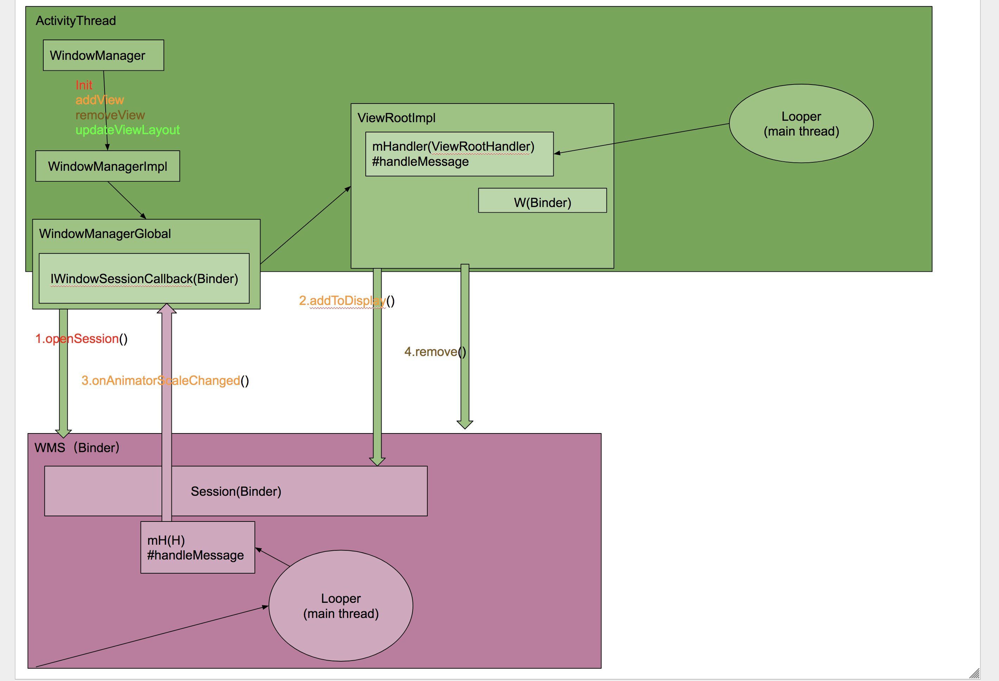 ActivityThread
WindowManager
Init
addView
removeView
updateViewLayout
WindowManagerImpl
WindowManagerGlobal
IWindowSessionCallback(Binder)
ViewRootImpl
mHandler(ViewRootHandler)
#handleMessage
W(Binder)
Looper
(main thread)
1.openSession()
2.addToDisplay()
3.onAnimatorScaleChanged()
4.remove()
WMS（Binder）
Session(Binder)
mH(H)
#handleMessage
Looper
(main thread)